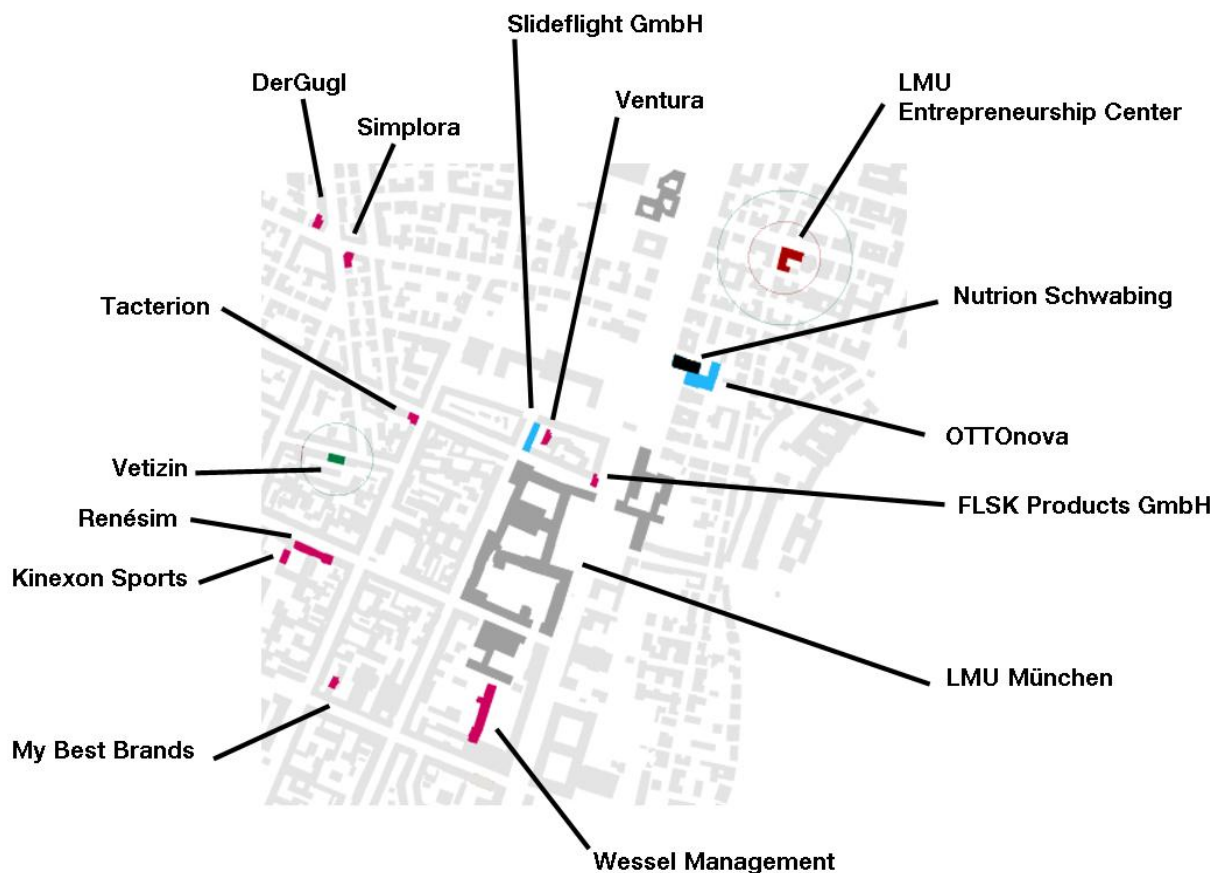 Slideflight GmbH
DerGugl
Ventura
LMU
Entrepreneurship Center
Simplora
Nutrion Schwabing
Tacterion
OTTOnova
Vetizin
FLSK Products GmbH
Renésim
Kinexon Sports
LMU München
My Best Brands
Wessel Management